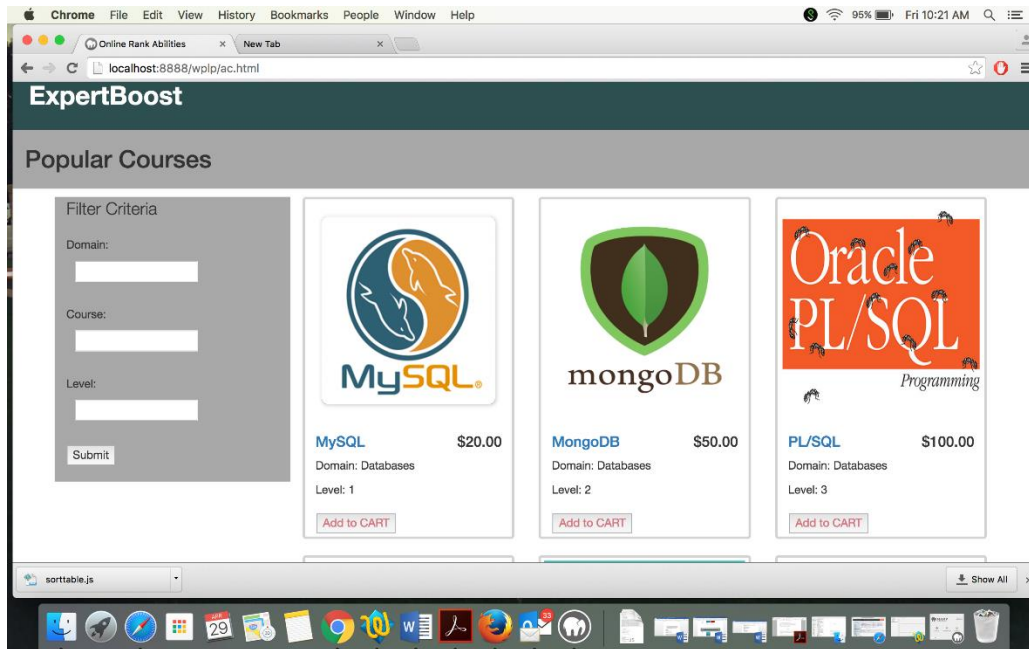 Chrome File Edit View History Bookmarks People Window Help 95% Fri 10:21 AM
Online Rank Abilities × New Tab ×
localhost:8888/wplp/ac.html
ExpertBoost
Popular Courses
Filter Criteria
Domain:
Course:
Level:
Submit
MySQL®
MySQL $20.00
Domain: Databases
Level: 1
Add to CART
mongoDB
MongoDB $50.00
Domain: Databases
Level: 2
Add to CART
Oracle
PL/SQL
Programming
PL/SQL $100.00
Domain: Databases
Level: 3
Add to CART
sorttable.js Show All
29
33